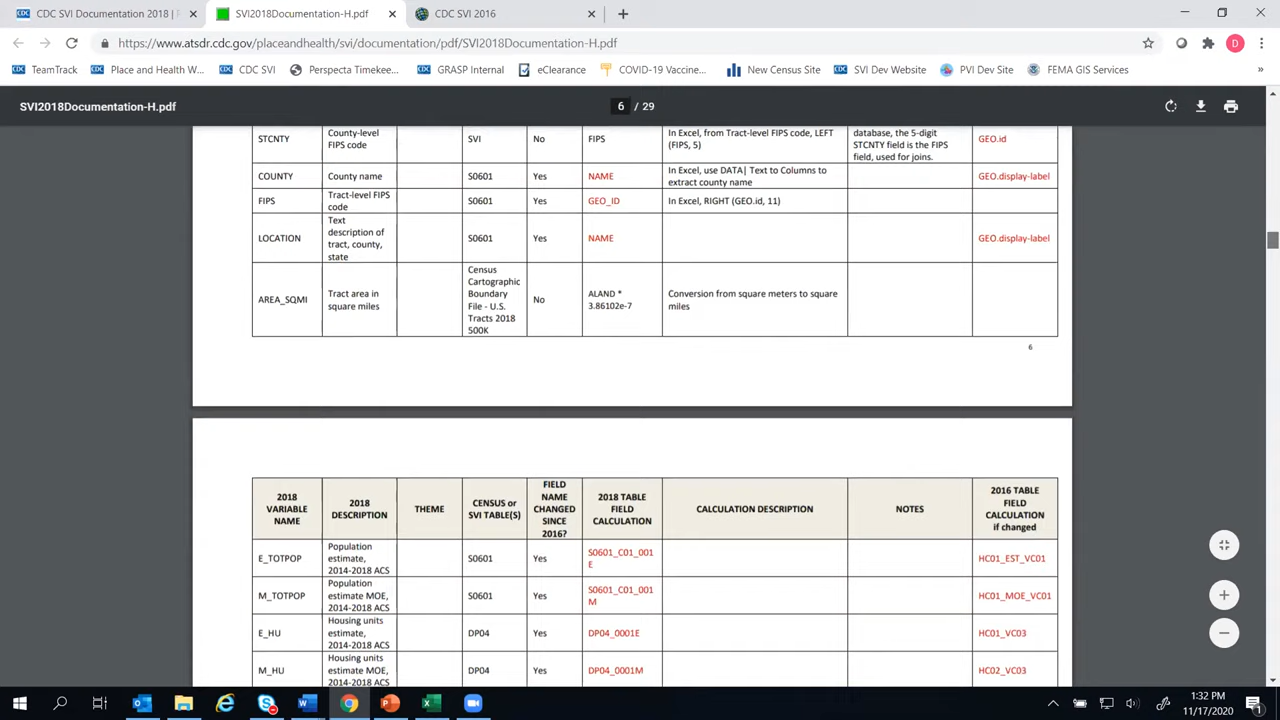 CDC SVI Documentation 2018 |
SVI2018Documentation-H.pdf
CDC SVI 2016
https://www.atsdr.cdc.gov/placeandhealth/svi/documentation/pdf/SVI2018Documentation-H.pdf
TeamTrack
Place and Health W...
CDC SVI
Perspecta Timekee...
GRASP Internal
eClearance
COVID-19 Vaccine...
New Census Site
SVI Dev Website
PVI Dev Site
FEMA GIS Services
»
SVI2018Documentation-H.pdf
6 / 29
STCNTY
County-level
FIPS code
SVI
No
FIPS
In Excel, from Tract-level FIPS code, LEFT
(FIPS, 5)
database, the 5-digit
STCNTY field is the FIPS
field, used for joins.
GEO.id
COUNTY
County name
S0601
Yes
NAME
In Excel, use DATA| Text to Columns to
extract county name
GEO.display-label
FIPS
Tract-level FIPS
code
S0601
Yes
GEO_ID
In Excel, RIGHT (GEO.id, 11)
LOCATION
Text
description of
tract, county,
state
S0601
Yes
NAME
GEO.display-label
AREA_SQMI
Tract area in
square miles
Census
Cartographic
Boundary
File - U.S.
Tracts 2018
500K
No
ALAND *
3.86102e-7
Conversion from square meters to square
miles
6
2018
VARIABLE
NAME
2018
DESCRIPTION
THEME
CENSUS or
SVI TABLE(S)
FIELD
NAME
CHANGED
SINCE
2016?
2018 TABLE
FIELD
CALCULATION
CALCULATION DESCRIPTION
NOTES
2016 TABLE
FIELD
CALCULATION
if changed
E_TOTPOP
Population
estimate,
2014-2018 ACS
S0601
Yes
S0601_C01_001
E
HC01_EST_VC01
M_TOTPOP
Population
estimate MOE,
2014-2018 ACS
S0601
Yes
S0601_C01_001
M
HC01_MOE_VC01
E_HU
Housing units
estimate,
2014-2018 ACS
DP04
Yes
DP04_0001E
HC01_VC03
M_HU
Housing units
estimate MOE,
2014-2018 ACS
DP04
Yes
DP04_0001M
HC02_VC03
1:32 PM
11/17/2020